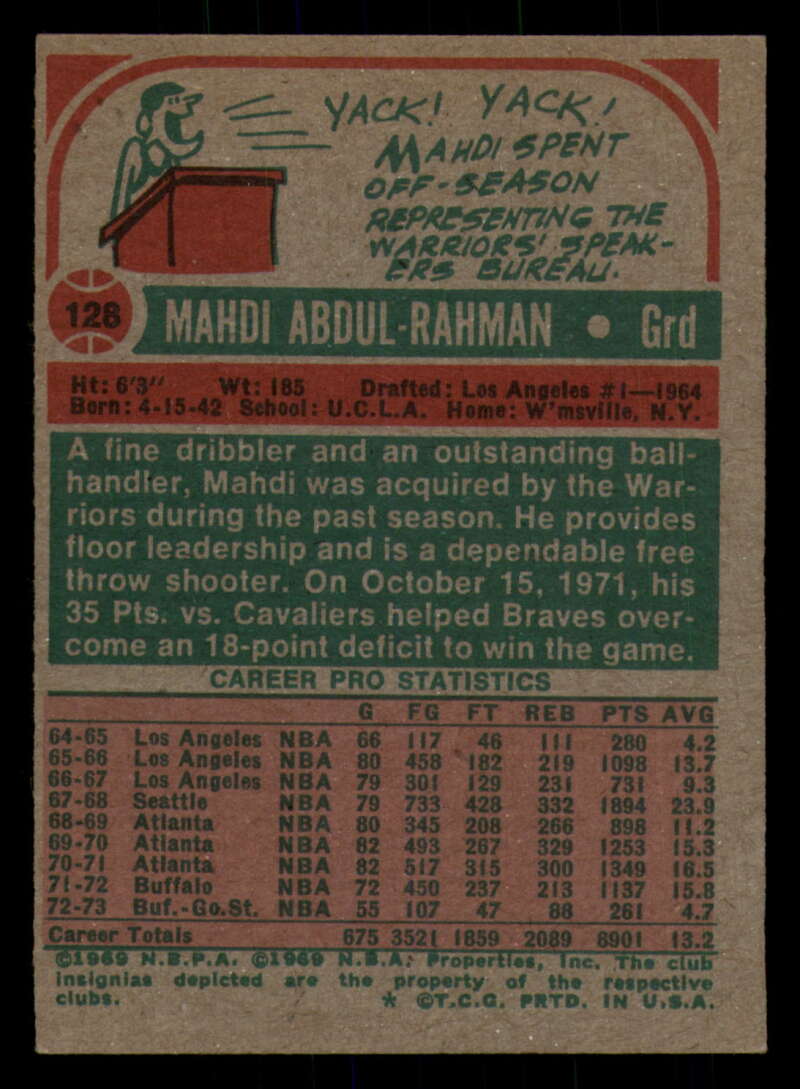 YACK! YACK!
MAHDI SPENT
OFF-SEASON
REPRESENTING THE
WARRIORS' SPEAK-
ERS BUREAU.
128 MAHDI ABDUL-RAHMAN • Grd
Ht: 6'3" Wt: 185 Drafted: Los Angeles #1—1964
Born: 4-15-42 School: U.C.L.A. Home: W'msville, N.Y.
A fine dribbler and an outstanding ball-
handler, Mahdi was acquired by the War-
riors during the past season. He provides
floor leadership and is a dependable free
throw shooter. On October 15, 1971, his
35 Pts. vs. Cavaliers helped Braves over-
come an 18-point deficit to win the game.
CAREER PRO STATISTICS
G FG FT REB PTS AVG
64-65 Los Angeles NBA 66 117 46 111 280 4.2
65-66 Los Angeles NBA 80 458 182 219 1098 13.7
66-67 Los Angeles NBA 79 301 129 231 731 9.3
67-68 Seattle NBA 79 733 428 332 1894 23.9
68-69 Atlanta NBA 80 345 208 266 898 11.2
69-70 Atlanta NBA 82 493 267 329 1253 15.3
70-71 Atlanta NBA 82 517 315 300 1349 16.5
71-72 Buffalo NBA 72 450 237 213 1137 15.8
72-73 Buf.-Go.St. NBA 55 107 47 88 261 4.7
Career Totals 675 3521 1859 2089 8901 13.2
©1969 N.B.P.A. ©1969 N.B.A. Properties, Inc. The club
insignias depicted are the property of the respective
clubs. * ©T.C.G. PRTD. IN U.S.A.